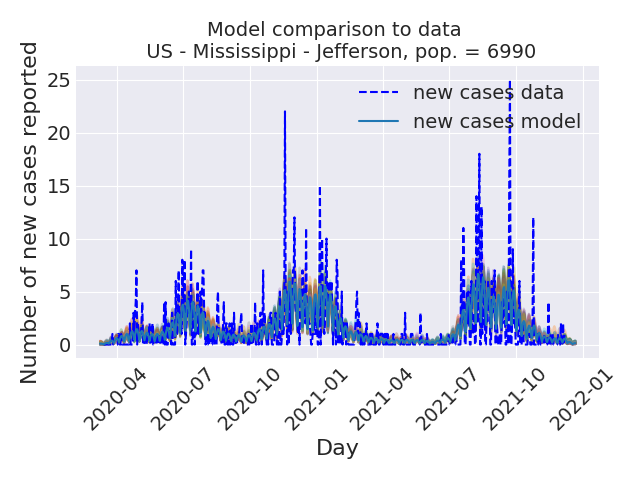 Model comparison to data
US - Mississippi - Jefferson, pop. = 6990
Number of new cases reported
25
20
15
10
5
0
new cases data
new cases model
2020-04
2020-07
2020-10
2021-01
2021-04
2021-07
2021-10
2022-01
Day